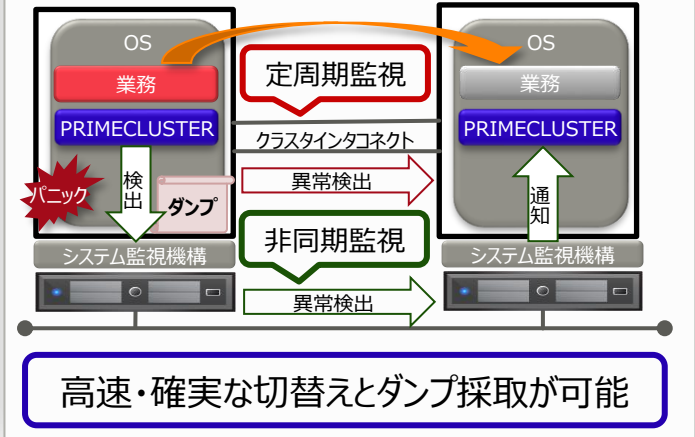 OS
業務
PRIMECLUSTER
パニック
検出
ダンプ
システム監視機構
定周期監視
クラスタインタコネクト
異常検出
非同期監視
異常検出
OS
業務
PRIMECLUSTER
通知
システム監視機構
高速・確実な切替えとダンプ採取が可能